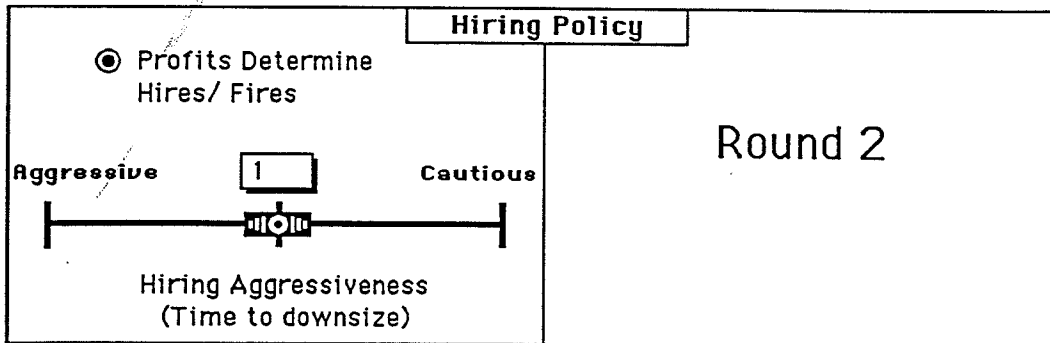 Hiring Policy
Profits Determine
Hires/ Fires
Round 2
Aggressive
1
Cautious
Hiring Aggressiveness
(Time to downsize)